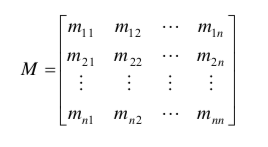 M = [ m₁₁ m₁₂ ⋯ m₁ₙ
m₂₁ m₂₂ ⋯ m₂ₙ
⋮ ⋮ ⋮ ⋮
mₙ₁ mₙ₂ ⋯ mₙₙ ]